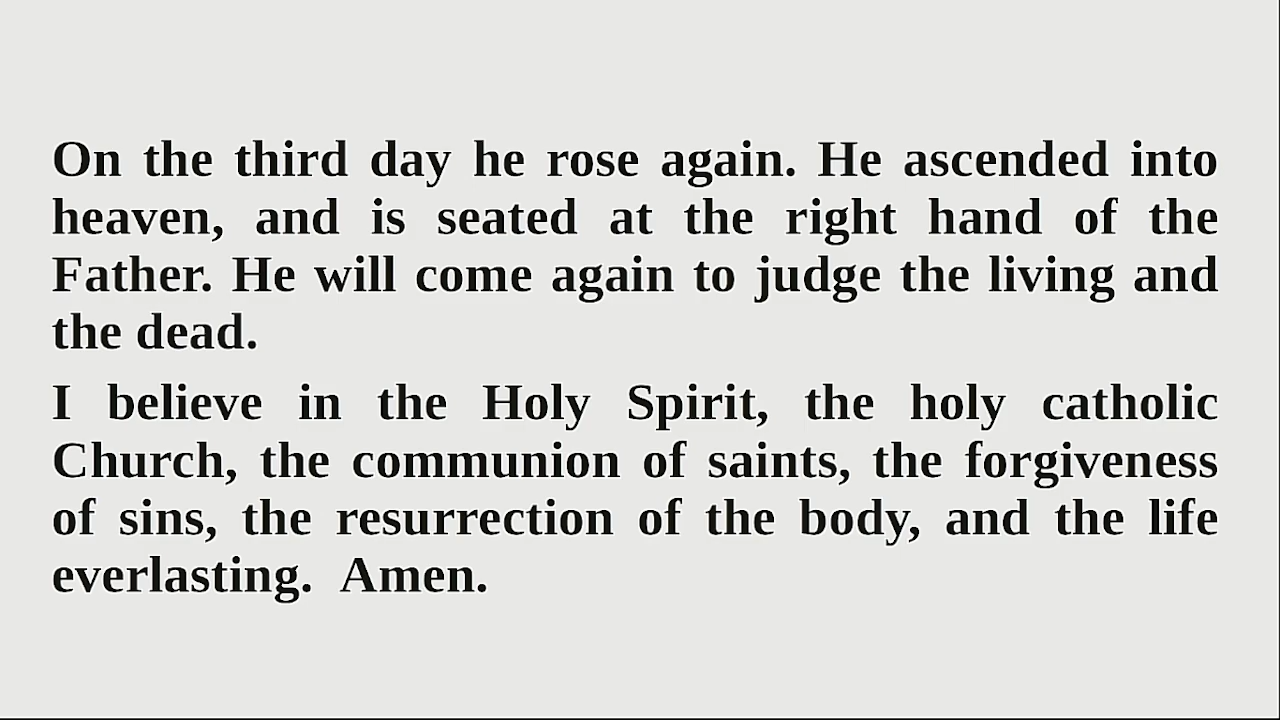 On the third day he rose again. He ascended into
heaven, and is seated at the right hand of the
Father. He will come again to judge the living and
the dead.
I believe in the Holy Spirit, the holy catholic
Church, the communion of saints, the forgiveness
of sins, the resurrection of the body, and the life
everlasting.  Amen.